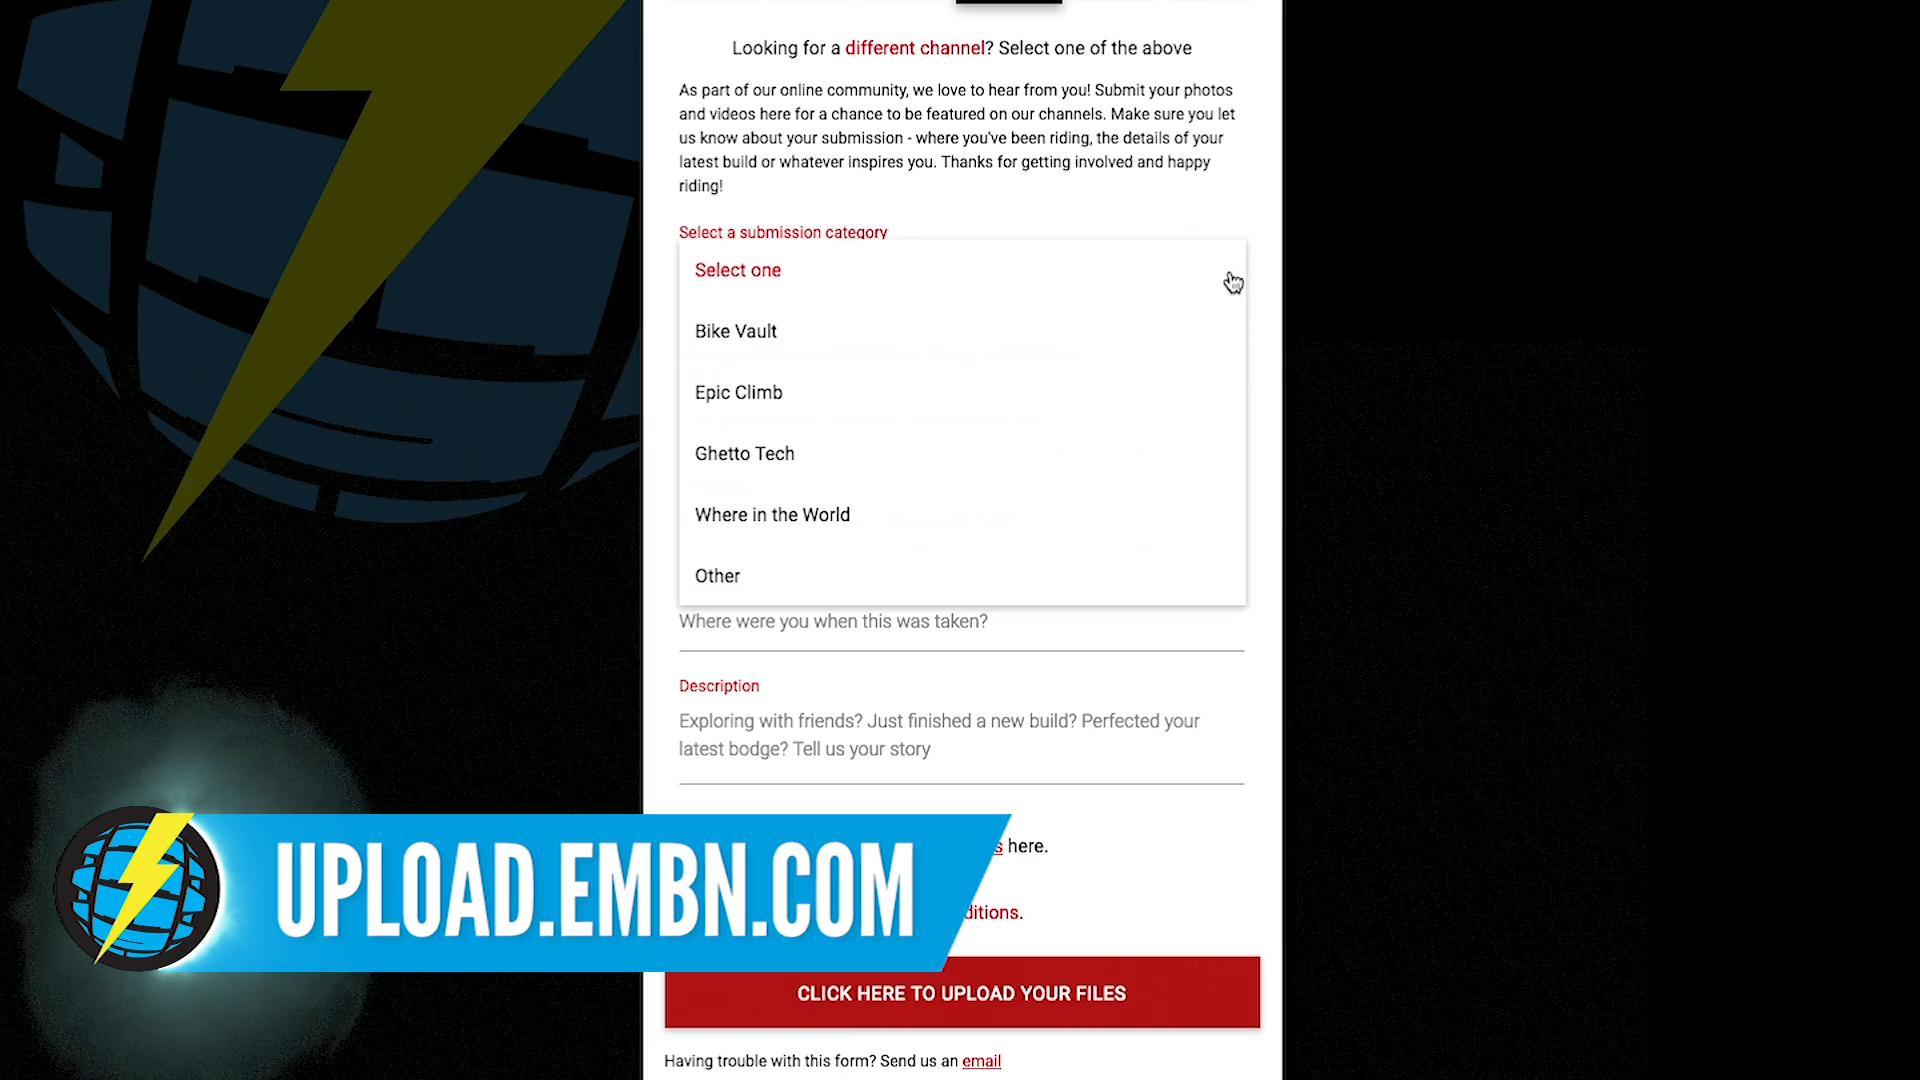 Looking for a different channel? Select one of the above
As part of our online community, we love to hear from you! Submit your photos
and videos here for a chance to be featured on our channels. Make sure you let
us know about your submission - where you've been riding, the details of your
latest build or whatever inspires you. Thanks for getting involved and happy
riding!
Select a submission category
Select one
Bike Vault
Epic Climb
Ghetto Tech
Where in the World
Other
Where were you when this was taken?
Description
Exploring with friends? Just finished a new build? Perfected your
latest bodge? Tell us your story
s here.
ditions.
UPLOAD.EMBN.COM
CLICK HERE TO UPLOAD YOUR FILES
Having trouble with this form? Send us an email